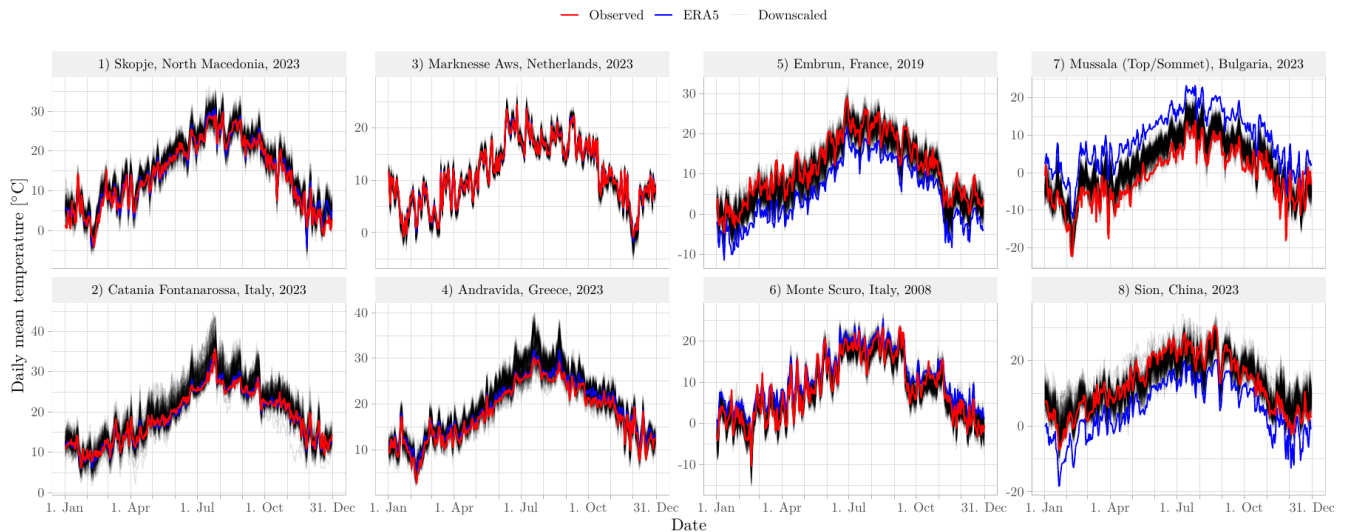 Observed ERA5 Downscaled
1) Skopje, North Macedonia, 2023
3) Marknesse Aws, Netherlands, 2023
5) Embrun, France, 2019
7) Mussala (Top/Sommet), Bulgaria, 2023
30
20
10
0
20
10
0
30
20
10
0
-10
20
10
0
-10
-20
2) Catania Fontanarossa, Italy, 2023
4) Andravida, Greece, 2023
6) Monte Scuro, Italy, 2008
8) Sion, China, 2023
40
30
20
10
0
40
30
20
10
20
10
0
-10
20
0
-20
1. Jan 1. Apr 1. Jul 1. Oct 31. Dec
1. Jan 1. Apr 1. Jul 1. Oct 31. Dec
1. Jan 1. Apr 1. Jul 1. Oct 31. Dec
1. Jan 1. Apr 1. Jul 1. Oct 31. Dec
Daily mean temperature [°C]
Date